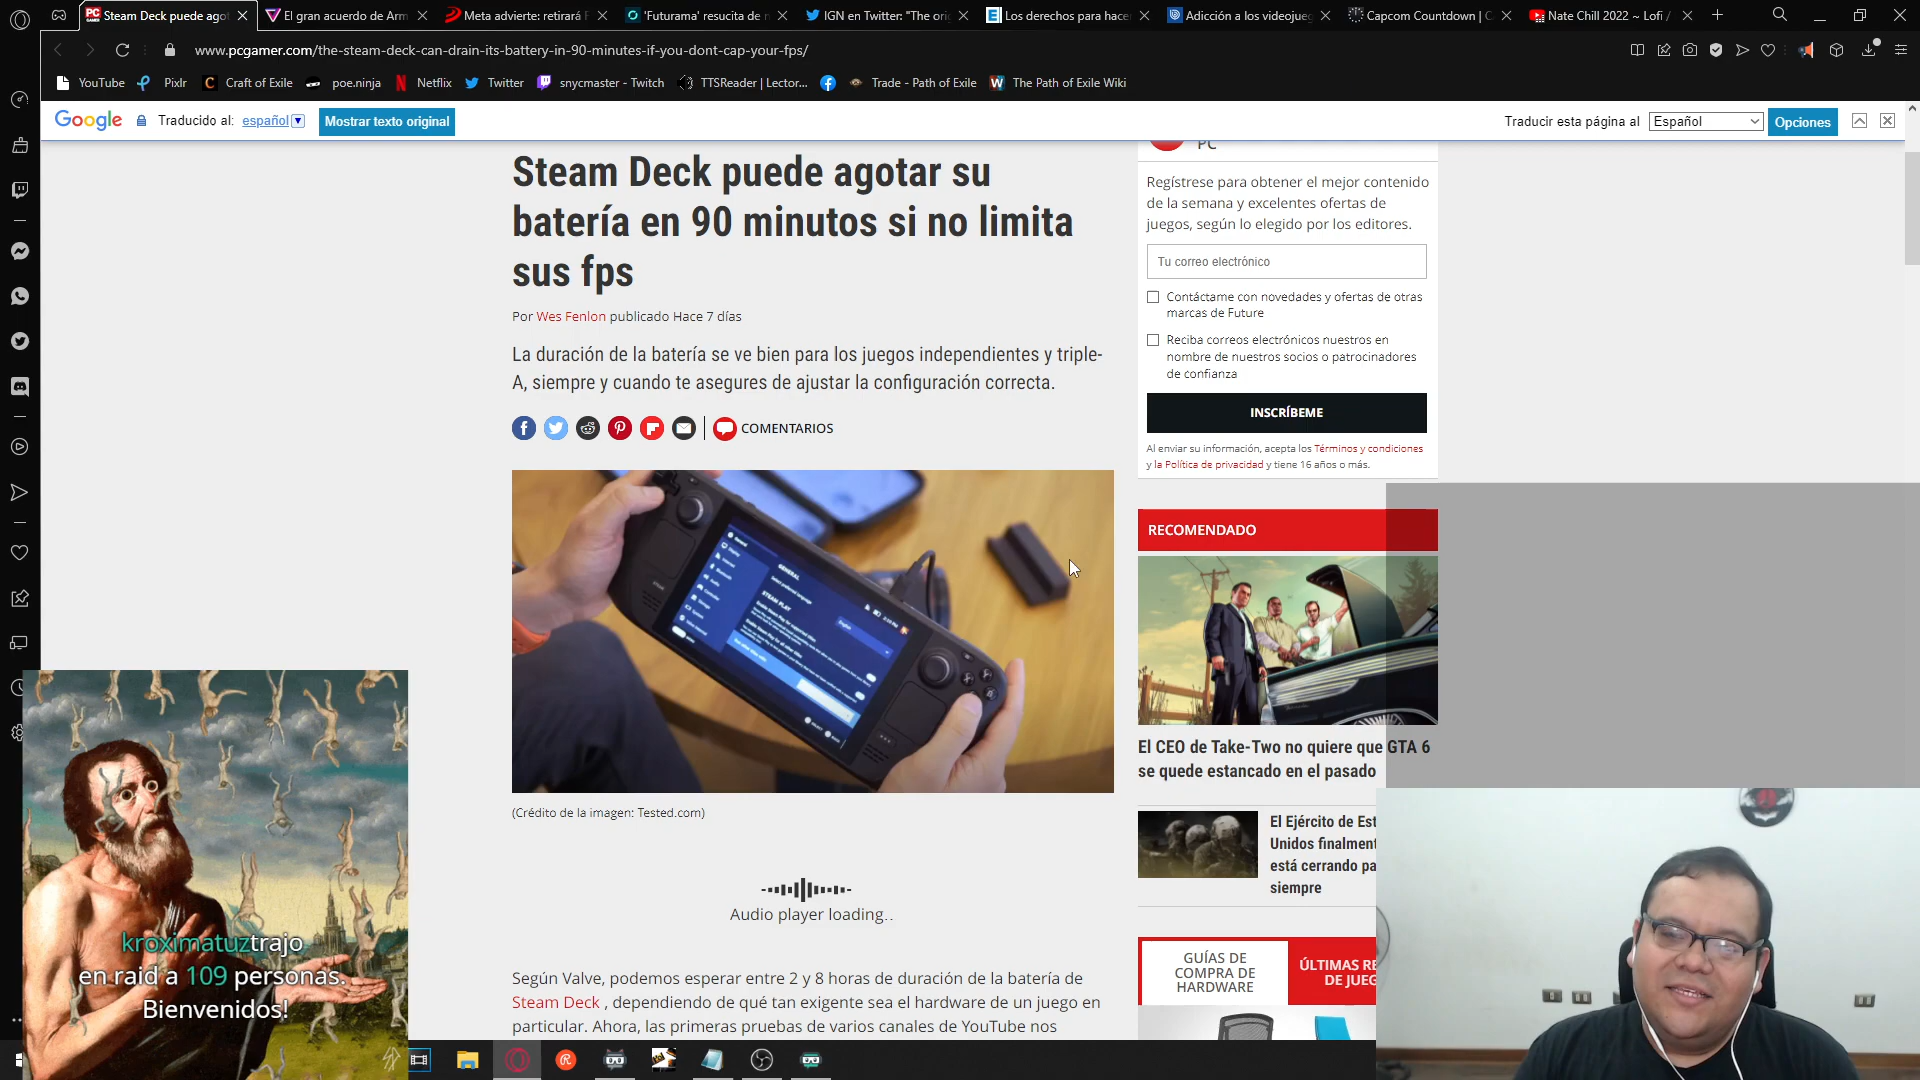 Steam Deck puede agot
El gran acuerdo de Arm
Meta advierte: retirará F
'Futurama' resucita de n
IGN en Twitter: "The ori
Los derechos para hace
Adicción a los videojueg
Capcom Countdown | C
Nate Chill 2022 ~ Lofi /
www.pcgamer.com/the-steam-deck-can-drain-its-battery-in-90-minutes-if-you-dont-cap-your-fps/
YouTube
Pixlr
Craft of Exile
poe.ninja
Netflix
Twitter
snycmaster - Twitch
TTSReader | Lector...
Trade - Path of Exile
The Path of Exile Wiki
Google
Traducido al: español
Mostrar texto original
Traducir esta página al
Español
Opciones
Steam Deck puede agotar su
batería en 90 minutos si no limita
sus fps
Por Wes Fenlon publicado Hace 7 días
La duración de la batería se ve bien para los juegos independientes y triple-
A, siempre y cuando te asegures de ajustar la configuración correcta.
COMENTARIOS
GENERAL
(Crédito de la imagen: Tested.com)
Audio player loading..
Según Valve, podemos esperar entre 2 y 8 horas de duración de la batería de
Steam Deck , dependiendo de qué tan exigente sea el hardware de un juego en
particular. Ahora, las primeras pruebas de varios canales de YouTube nos
PC
Regístrese para obtener el mejor contenido
de la semana y excelentes ofertas de
juegos, según lo elegido por los editores.
Tu correo electrónico
Contáctame con novedades y ofertas de otras
marcas de Future
Reciba correos electrónicos nuestros en
nombre de nuestros socios o patrocinadores
de confianza
INSCRÍBEME
Al enviar su información, acepta los Términos y condiciones
y la Política de privacidad y tiene 16 años o más.
RECOMENDADO
El CEO de Take-Two no quiere que GTA 6
se quede estancado en el pasado
El Ejército de Est
Unidos finalment
está cerrando pa
siempre
GUÍAS DE
COMPRA DE
HARDWARE
ÚLTIMAS RE
DE JUEG
kroximatuztrajo
en raid a 109 personas.
Bienvenidos!